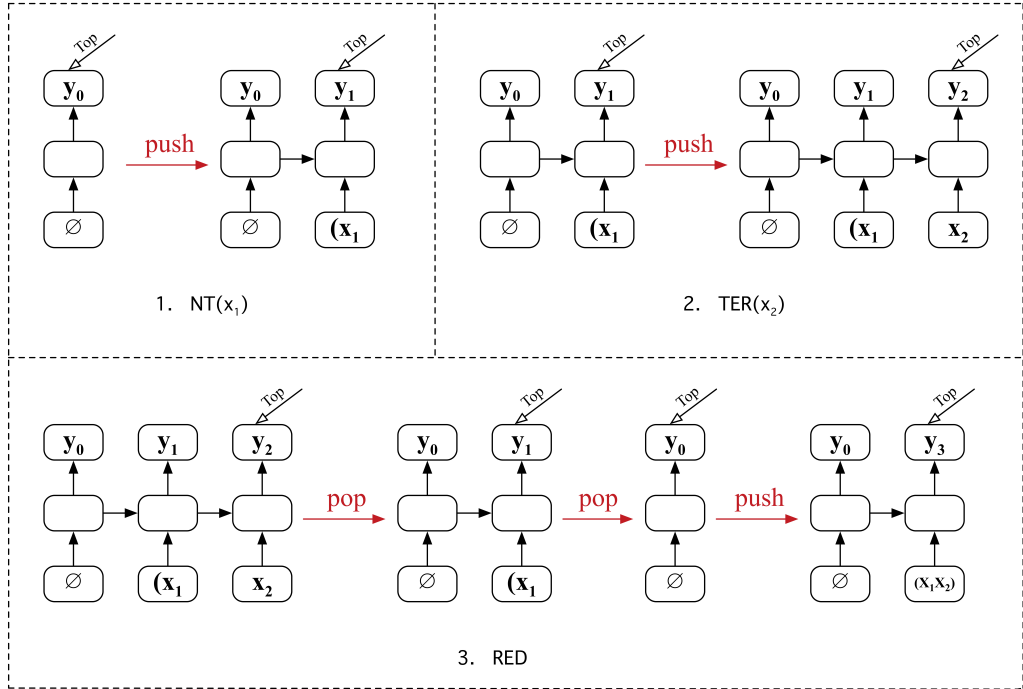 Top Top
y₀ push y₀ y₁
∅ ∅ (x₁
1. NT(x₁)
Top Top
y₀ y₁ push y₀ y₁ y₂
∅ (x₁ ∅ (x₁ x₂
2. TER(x₂)
Top Top Top Top
y₀ y₁ y₂ y₀ y₁ y₀ y₀ y₃
pop pop push
∅ (x₁ x₂ ∅ (x₁ ∅ ∅ (X₁X₂)
3. RED